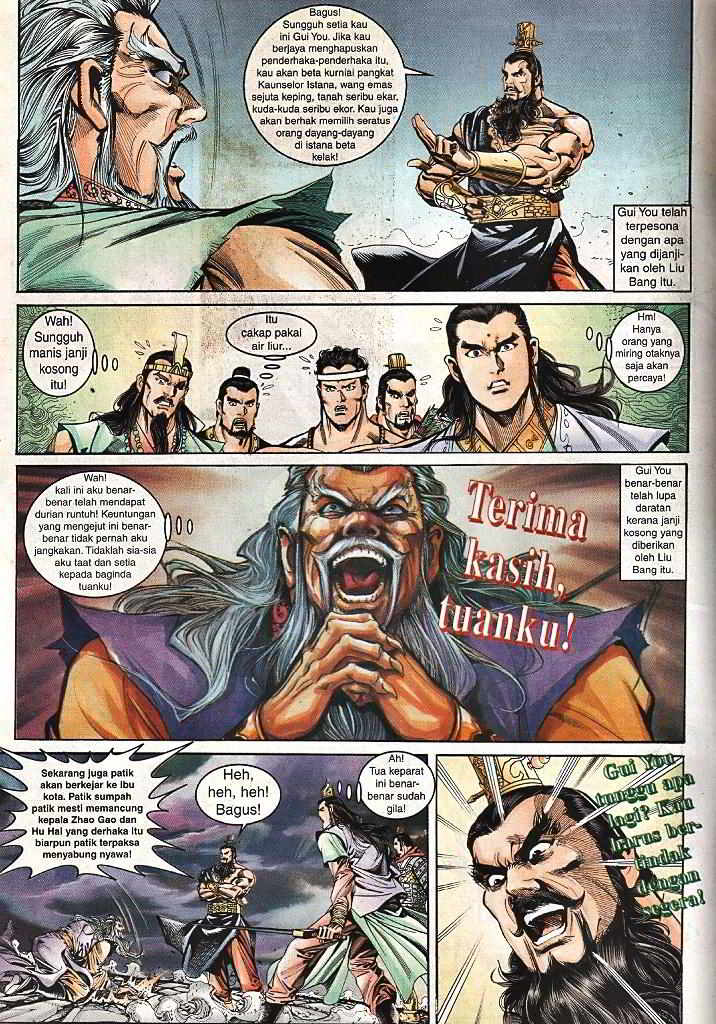 Bagus!
Sungguh setia kau
ini Gui You. Jika kau
berjaya menghapuskan
penderhaka-penderhaka itu,
kau akan beta kurniai pangkat
Kaunselor Istana, wang emas
sejuta keping, tanah seribu ekar,
kuda-kuda seribu ekor. Kau juga
akan berhak memilih seratus
orang dayang-dayang
di istana beta
kelak!
Gui You telah
terpesona
dengan apa
yang dijanji-
kan oleh Liu
Bang itu.
Wah!
Sungguh
manis janji
kosong
itu!
Itu
cakap pakai
air liur...
Hm!
Hanya
orang yang
miring otaknya
saja akan
percaya!
Wah!
kali ini aku benar-
benar telah mendapat
durian runtuh! Keuntungan
yang mengejut ini benar-
benar tidak pernah aku
jangkakan. Tidaklah sia-sia
aku taat dan setia
kepada baginda
tuanku!
Terima
kasih,
tuanku!
Gui You
benar-benar
telah lupa
daratan
kerana janji
kosong yang
diberikan
oleh Liu
Bang itu.
Sekarang juga patik
akan berkejar ke ibu
kota. Patik sumpah
patik mesti memancung
kepala Zhao Gao dan
Hu Hai yang derhaka itu
biarpun patik terpaksa
menyabung nyawa!
Heh,
heh, heh!
Bagus!
Ah!
Tua keparat
ini benar-
benar sudah
gila!
Gui You
tunggu apa
lagi? Kau
harus ber-
tindak
dengan
segera!